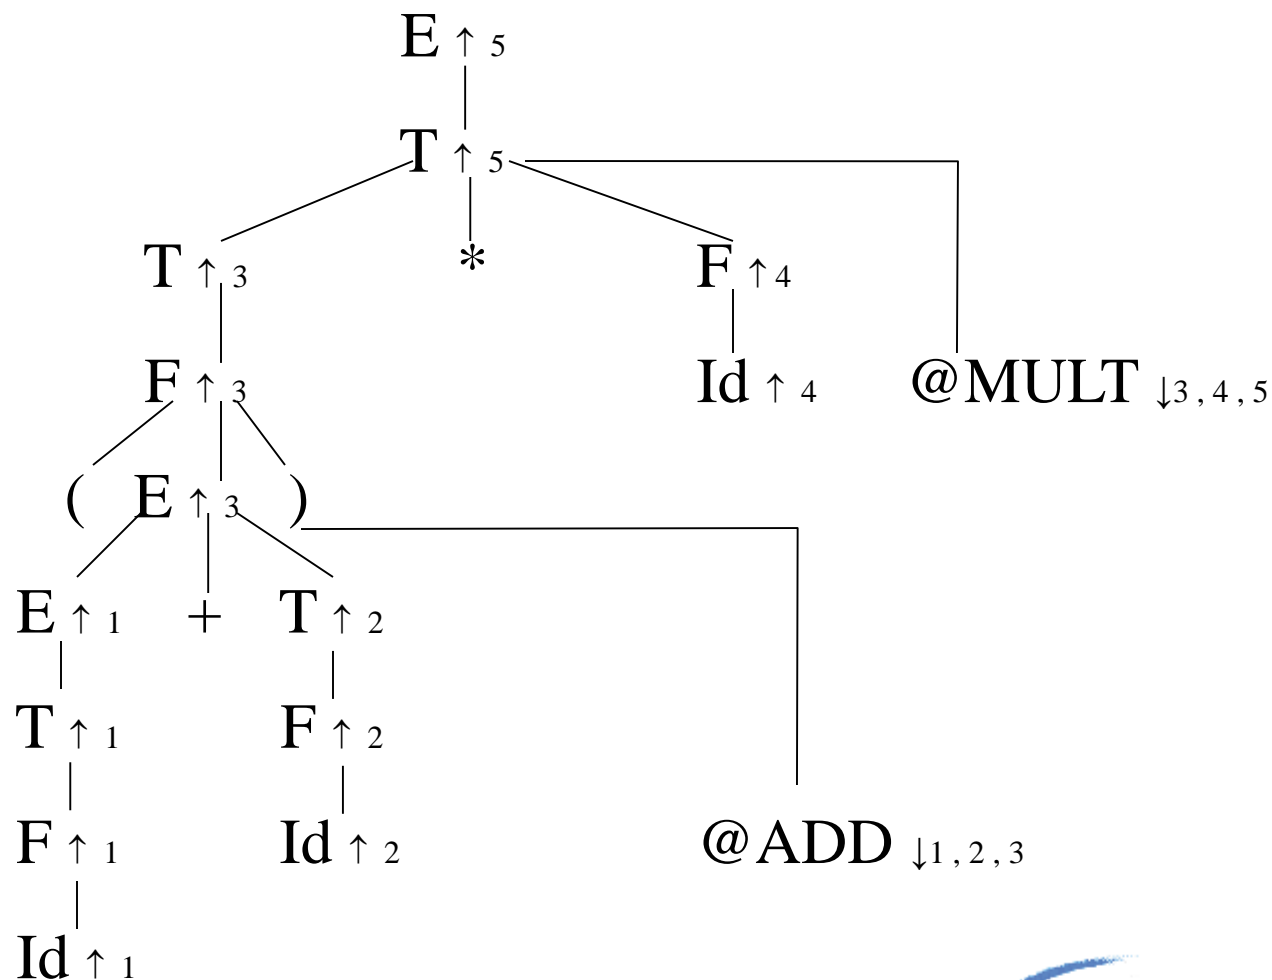 E ↑ 5
T ↑ 5
T ↑ 3 * F ↑ 4
F ↑ 3 Id ↑ 4 @MULT ↓3 , 4 , 5
( E ↑ 3 )
E ↑ 1 + T ↑ 2
T ↑ 1 F ↑ 2
F ↑ 1 Id ↑ 2 @ADD ↓1 , 2 , 3
Id ↑ 1